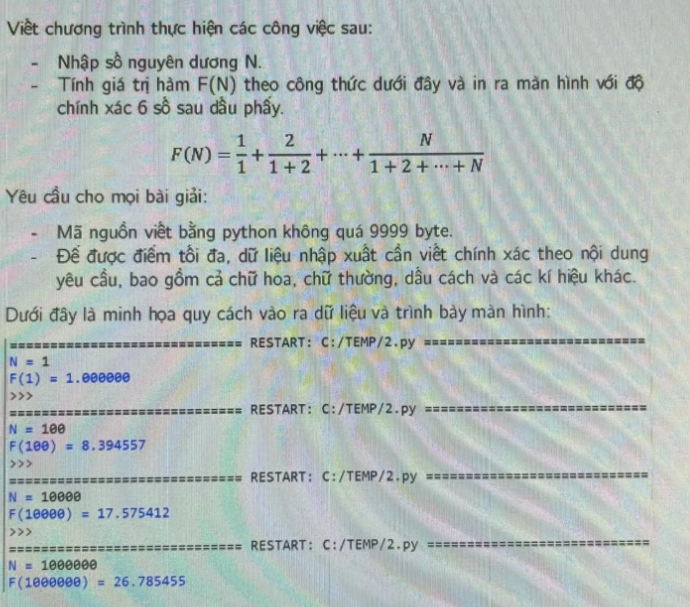 Viết chương trình thực hiện các công việc sau:
- Nhập số nguyên dương N.
- Tính giá trị hàm F(N) theo công thức dưới đây và in ra màn hình với độ
chính xác 6 số sau dấu phẩy.
F(N) = 1/1 + 2/(1 + 2) + ⋯ + N/(1 + 2 + ⋯ + N)
Yêu cầu cho mọi bài giải:
- Mã nguồn viết bằng python không quá 9999 byte.
- Để được điểm tối đa, dữ liệu nhập xuất cần viết chính xác theo nội dung
yêu cầu, bao gồm cả chữ hoa, chữ thường, dấu cách và các kí hiệu khác.
Dưới đây là minh họa quy cách vào ra dữ liệu và trình bày màn hình:
============================= RESTART: C:/TEMP/2.py ============================
N = 1
F(1) = 1.000000
>>>
============================= RESTART: C:/TEMP/2.py ============================
N = 100
F(100) = 8.394557
>>>
============================= RESTART: C:/TEMP/2.py ============================
N = 10000
F(10000) = 17.575412
>>>
============================= RESTART: C:/TEMP/2.py ============================
N = 1000000
F(1000000) = 26.785455